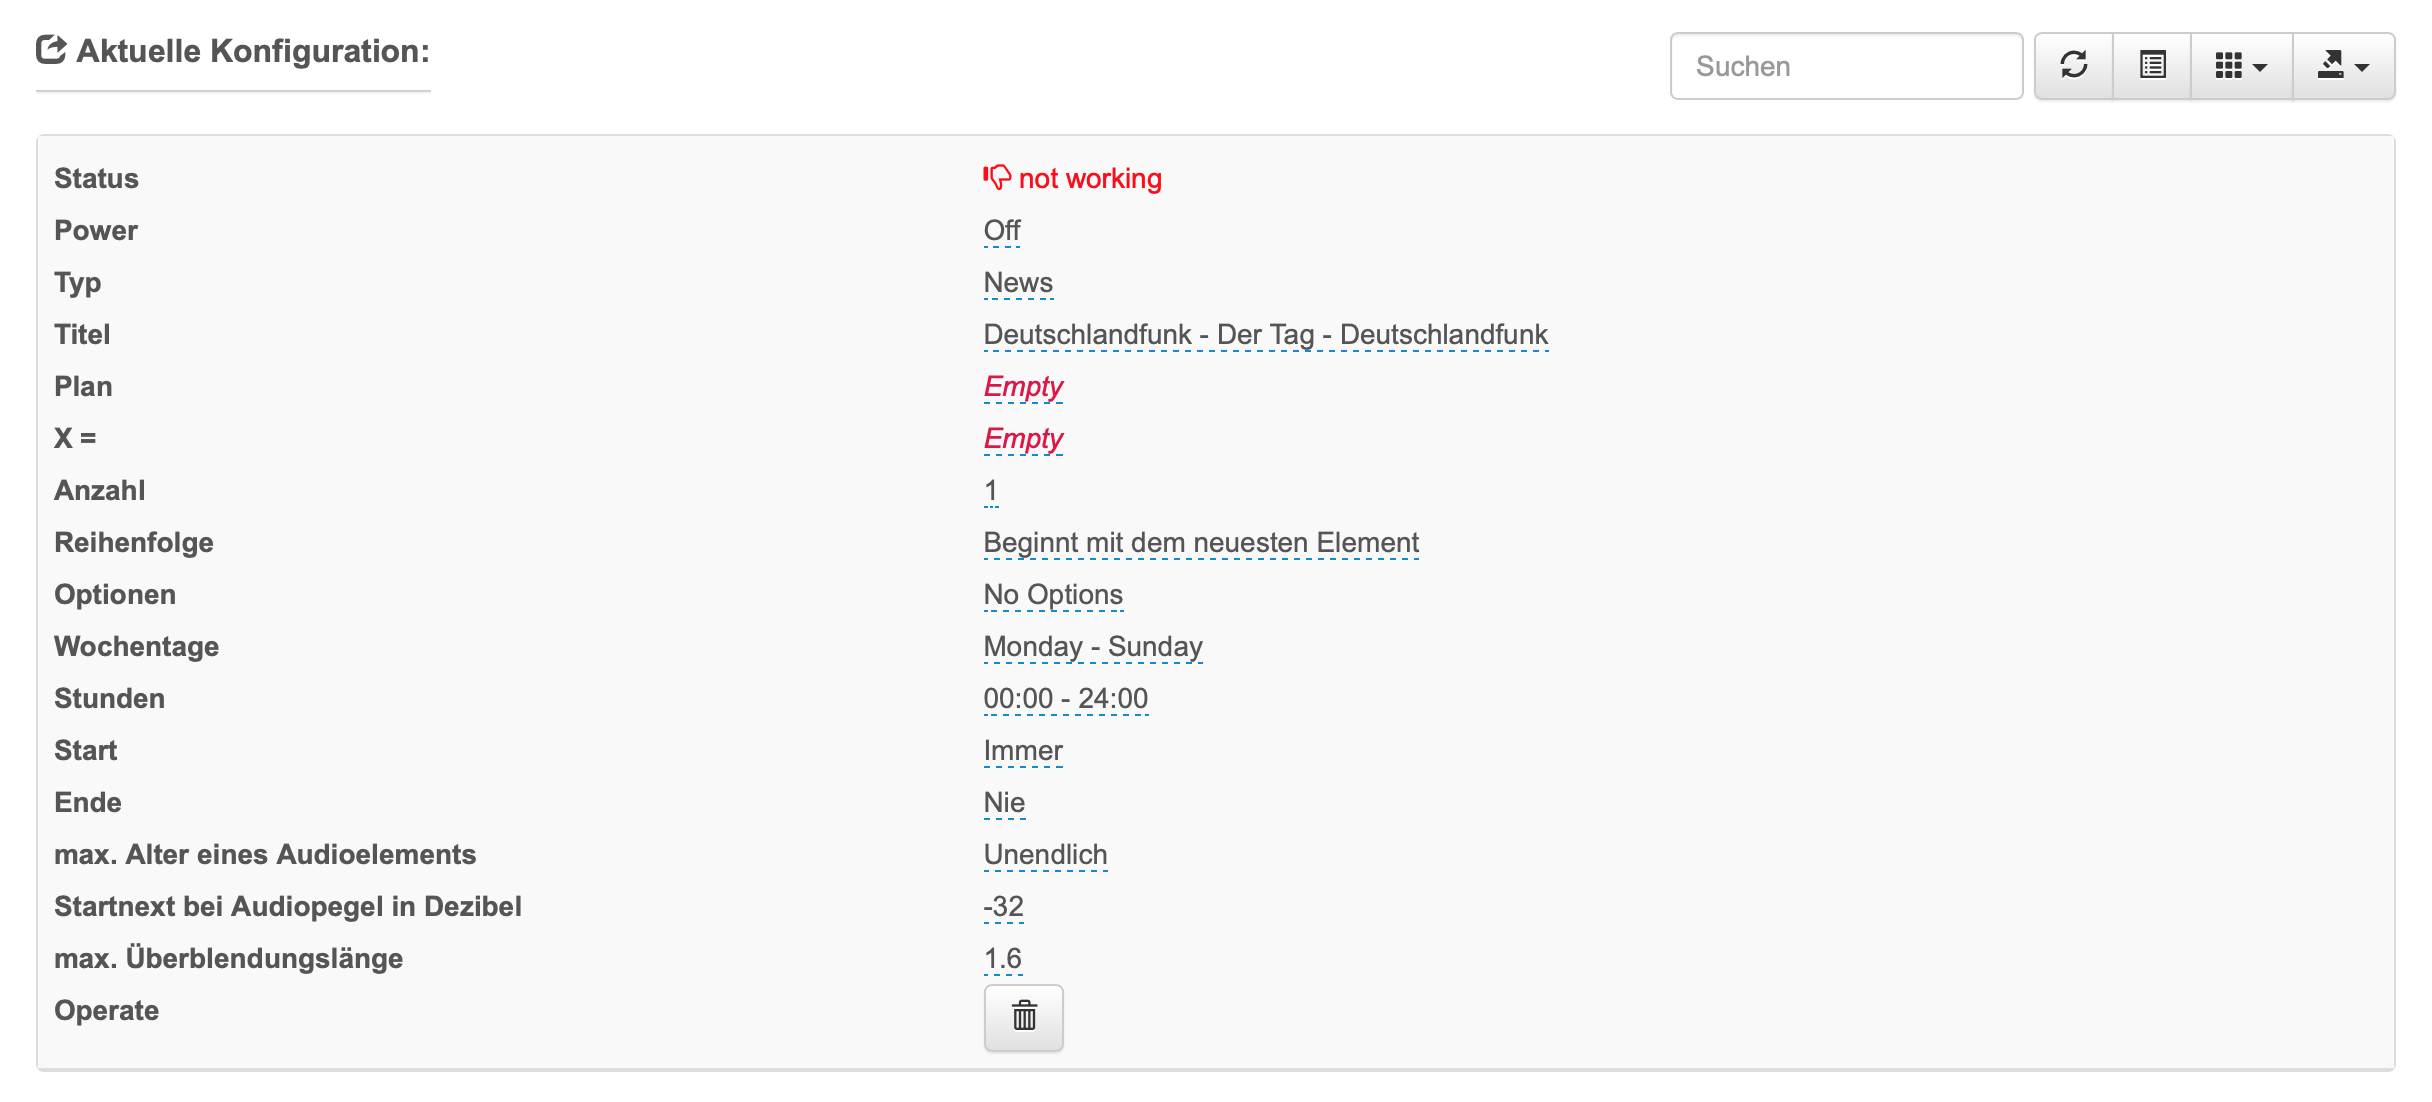 Aktuelle Konfiguration:
Suchen
Status not working
Power Off
Typ News
Titel Deutschlandfunk - Der Tag - Deutschlandfunk
Plan Empty
X = Empty
Anzahl 1
Reihenfolge Beginnt mit dem neuesten Element
Optionen No Options
Wochentage Monday - Sunday
Stunden 00:00 - 24:00
Start Immer
Ende Nie
max. Alter eines Audioelements Unendlich
Startnext bei Audiopegel in Dezibel -32
max. Überblendungslänge 1.6
Operate